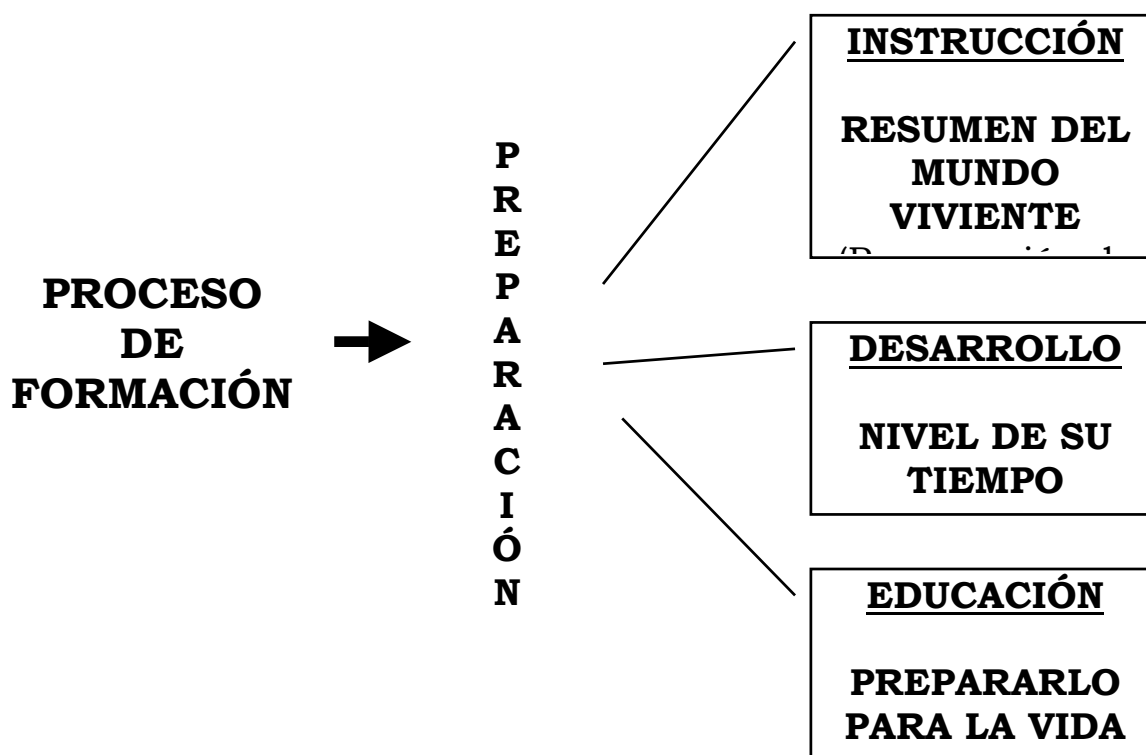 PROCESO
DE
FORMACIÓN
P
R
E
P
A
R
A
C
I
Ó
N
INSTRUCCIÓN
RESUMEN DEL
MUNDO
VIVIENTE
DESARROLLO
NIVEL DE SU
TIEMPO
EDUCACIÓN
PREPARARLO
PARA LA VIDA